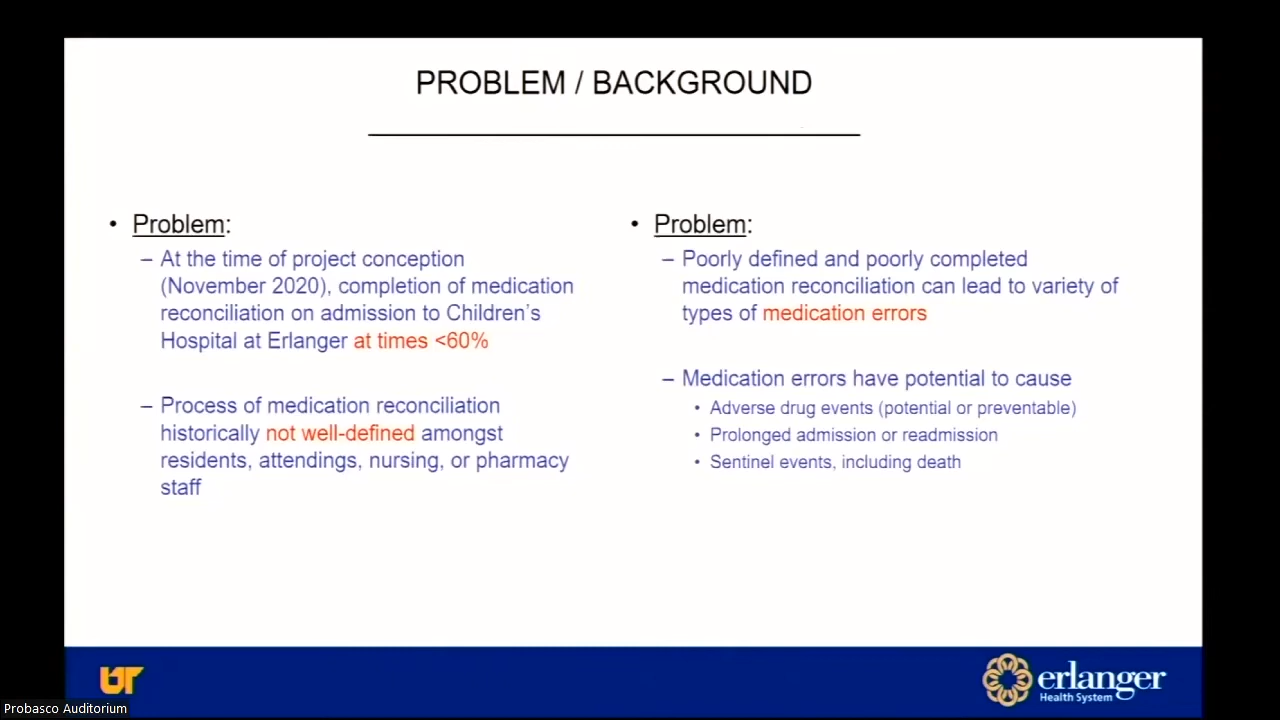 PROBLEM / BACKGROUND
• Problem:
– At the time of project conception
(November 2020), completion of medication
reconciliation on admission to Children's
Hospital at Erlanger at times <60%
– Process of medication reconciliation
historically not well-defined amongst
residents, attendings, nursing, or pharmacy
staff
• Problem:
– Poorly defined and poorly completed
medication reconciliation can lead to variety of
types of medication errors
– Medication errors have potential to cause
• Adverse drug events (potential or preventable)
• Prolonged admission or readmission
• Sentinel events, including death
UT
erlanger
Health System
Probasco Auditorium